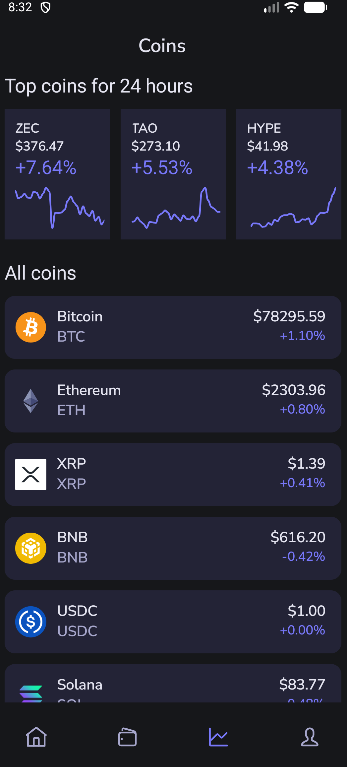 8:32
Coins
Top coins for 24 hours
ZEC
$376.47
+7.64%
TAO
$273.10
+5.53%
HYPE
$41.98
+4.38%
All coins
Bitcoin
BTC
$78295.59
+1.10%
Ethereum
ETH
$2303.96
+0.80%
XRP
XRP
$1.39
+0.41%
BNB
BNB
$616.20
-0.42%
USDC
USDC
$1.00
+0.00%
Solana
$83.77